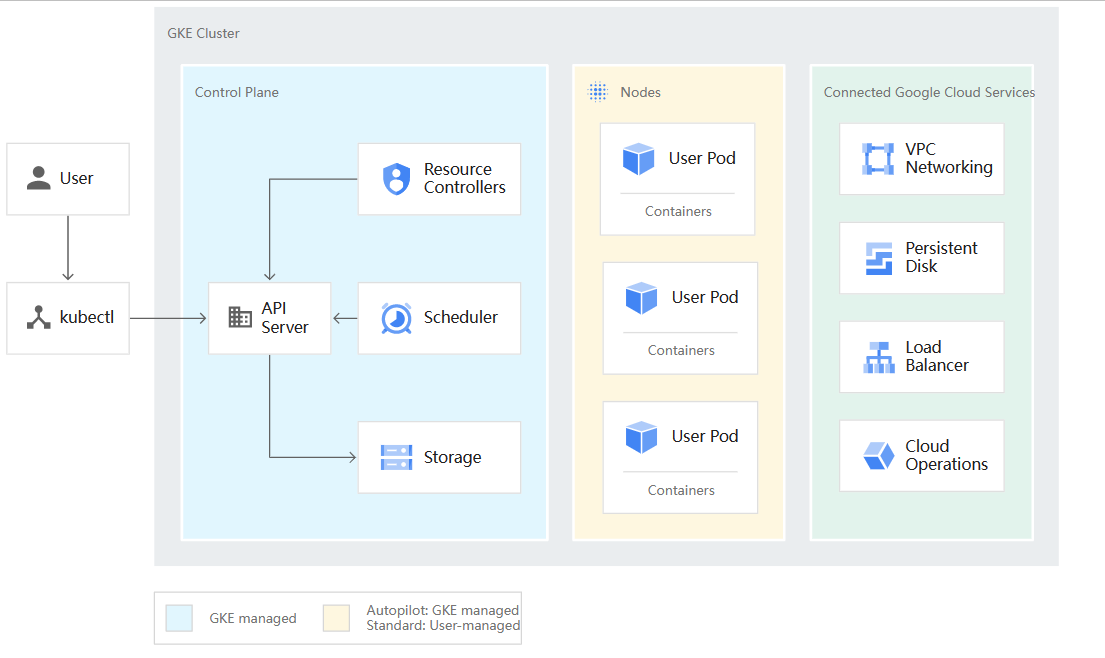 GKE Cluster
Control Plane
Nodes
Connected Google Cloud Services
User
kubectl
Resource
Controllers
API
Server
Scheduler
Storage
User Pod
Containers
User Pod
Containers
User Pod
Containers
VPC
Networking
Persistent
Disk
Load
Balancer
Cloud
Operations
GKE managed
Autopilot: GKE managed
Standard: User-managed